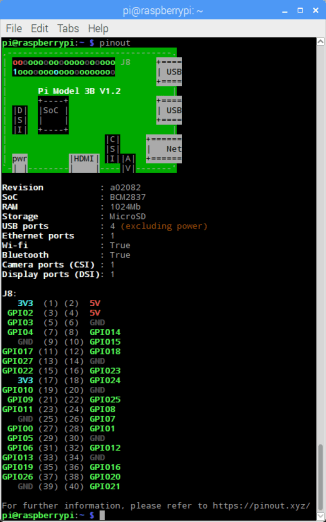 pi@raspberrypi: ~
File Edit Tabs Help
pi@raspberrypi:~ $ pinout
oooooooooooooooooooo J8
1ooooooooooooooooooo
USB
Pi Model 3B V1.2
|D| |SoC |
|S|
|I|
USB
|C|
|S|
|I|
Net
pwr |HDMI| |A|
|V|
Revision : a02082
SoC : BCM2837
RAM : 1024Mb
Storage : MicroSD
USB ports : 4 (excluding power)
Ethernet ports : 1
Wi-fi : True
Bluetooth : True
Camera ports (CSI) : 1
Display ports (DSI): 1
J8:
3V3 (1) (2) 5V
GPIO2 (3) (4) 5V
GPIO3 (5) (6) GND
GPIO4 (7) (8) GPIO14
GND (9) (10) GPIO15
GPIO17 (11) (12) GPIO18
GPIO27 (13) (14) GND
GPIO22 (15) (16) GPIO23
3V3 (17) (18) GPIO24
GPIO10 (19) (20) GND
GPIO9 (21) (22) GPIO25
GPIO11 (23) (24) GPIO8
GND (25) (26) GPIO7
GPIO0 (27) (28) GPIO1
GPIO5 (29) (30) GND
GPIO6 (31) (32) GPIO12
GPIO13 (33) (34) GND
GPIO19 (35) (36) GPIO16
GPIO26 (37) (38) GPIO20
GND (39) (40) GPIO21
For further information, please refer to https://pinout.xyz/
pi@raspberrypi:~ $